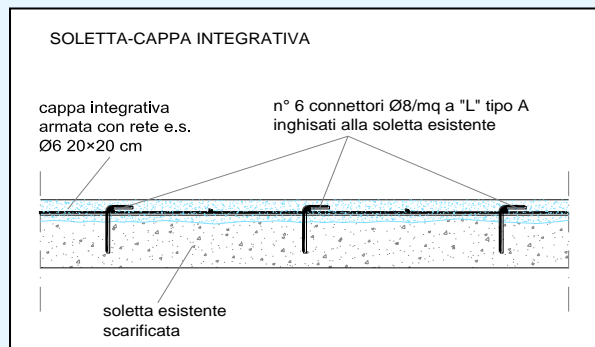 SOLETTA-CAPPA INTEGRATIVA
cappa integrativa
armata con rete e.s.
Ø6 20×20 cm
n° 6 connettori Ø8/mq a "L" tipo A
inghisati alla soletta esistente
soletta esistente
scarificata